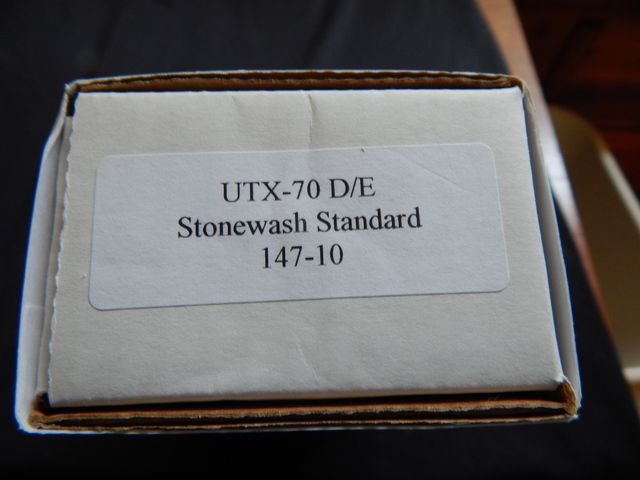 UTX-70 D/E
Stonewash Standard
147-10